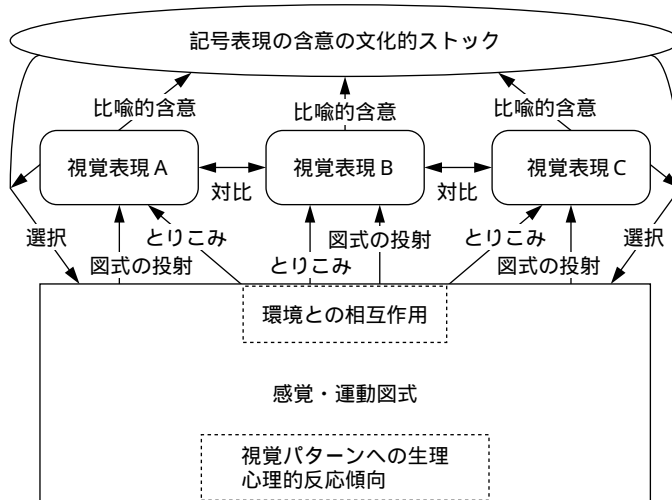 記号表現の含意の文化的ストック
比喩的含意
比喩的含意
比喩的含意
視覚表現A
視覚表現B
視覚表現C
対比
対比
選択
とりこみ
図式の投射
とりこみ
選択
図式の投射
とりこみ
図式の投射
環境との相互作用
感覚・運動図式
視覚パターンへの生理
心理的反応傾向